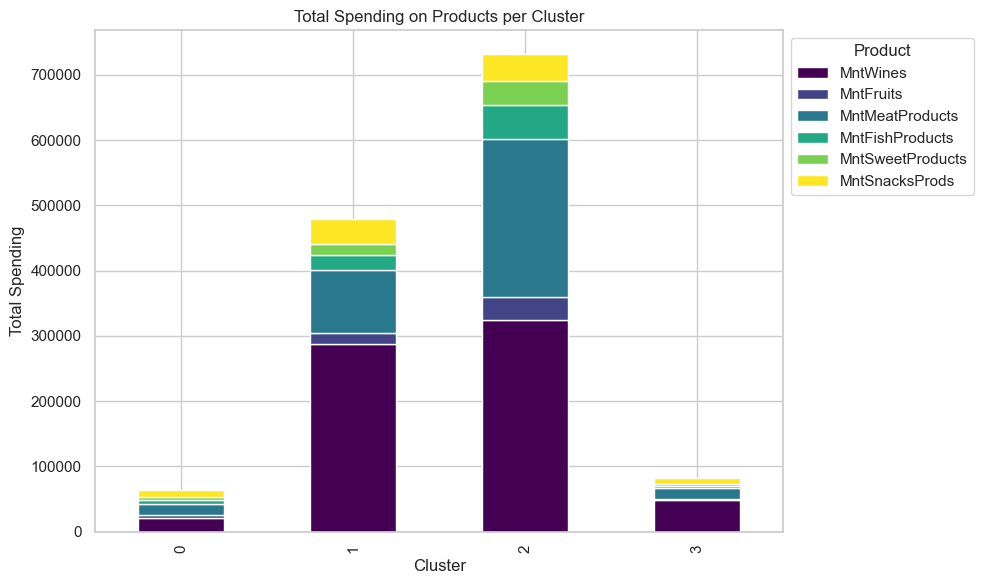 Total Spending on Products per Cluster
Total Spending
700000
600000
500000
400000
300000
200000
100000
0
0
1
2
3
Cluster
Product
MntWines
MntFruits
MntMeatProducts
MntFishProducts
MntSweetProducts
MntSnacksProds